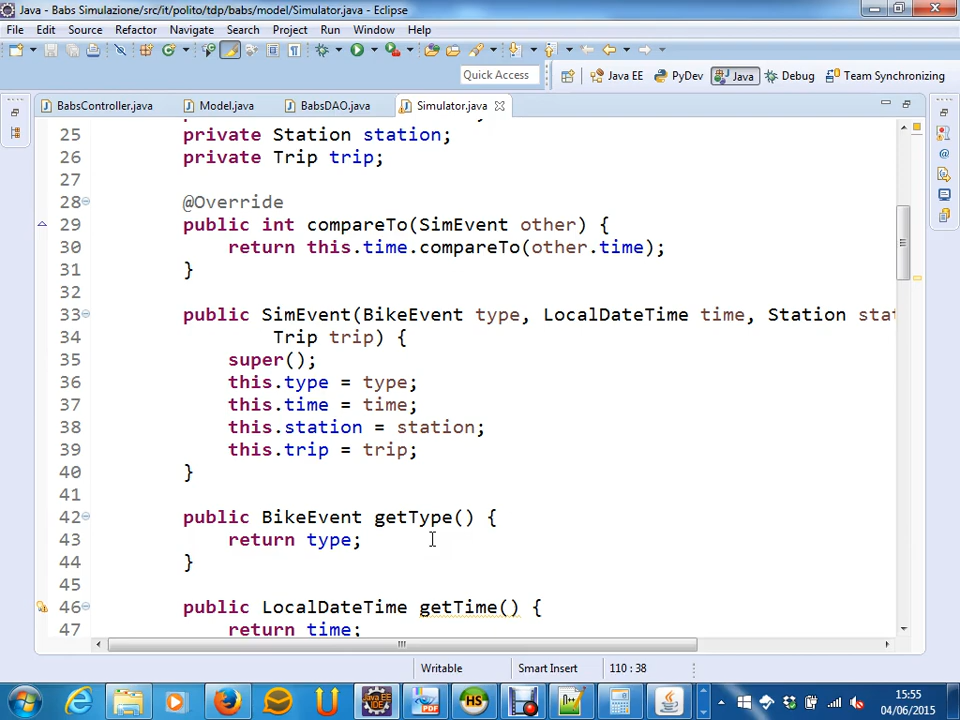 Java - Babs Simulazione/src/it/polito/tdp/babs/model/Simulator.java - Eclipse
File Edit Source Refactor Navigate Search Project Run Window Help
Quick Access Java EE PyDev Java Debug Team Synchronizing
BabsController.java Model.java BabsDAO.java Simulator.java
25 private Station station;
26 private Trip trip;
27
28 @Override
29 public int compareTo(SimEvent other) {
30 return this.time.compareTo(other.time);
31 }
32
33 public SimEvent(BikeEvent type, LocalDateTime time, Station stat
34 Trip trip) {
35 super();
36 this.type = type;
37 this.time = time;
38 this.station = station;
39 this.trip = trip;
40 }
41
42 public BikeEvent getType() {
43 return type;
44 }
45
46 public LocalDateTime getTime() {
47 return time;
Writable Smart Insert 110 : 38
15:55
04/06/2015